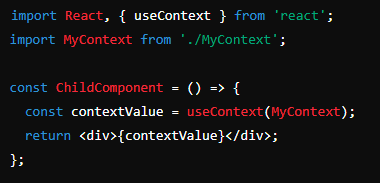 import React, { useContext } from 'react';
import MyContext from './MyContext';
const ChildComponent = () => {
const contextValue = useContext(MyContext);
return <div>{contextValue}</div>;
};